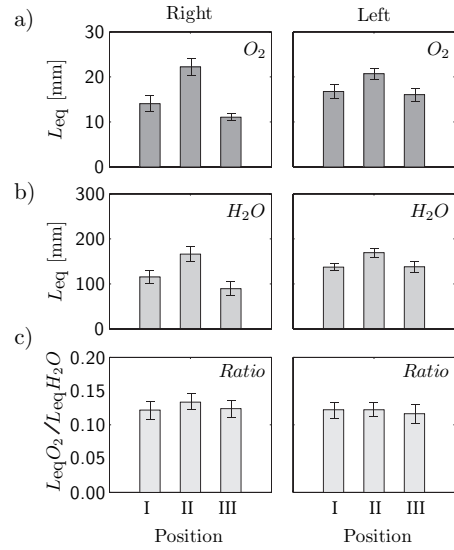 Right Left
a)
30
20
10
0
Leq [mm]
O2 O2
b)
300
200
100
0
Leq [mm]
H2O H2O
c)
0.20
0.15
0.10
0.05
0.00
LeqO2/LeqH2O
Ratio Ratio
I II III I II III
Position Position